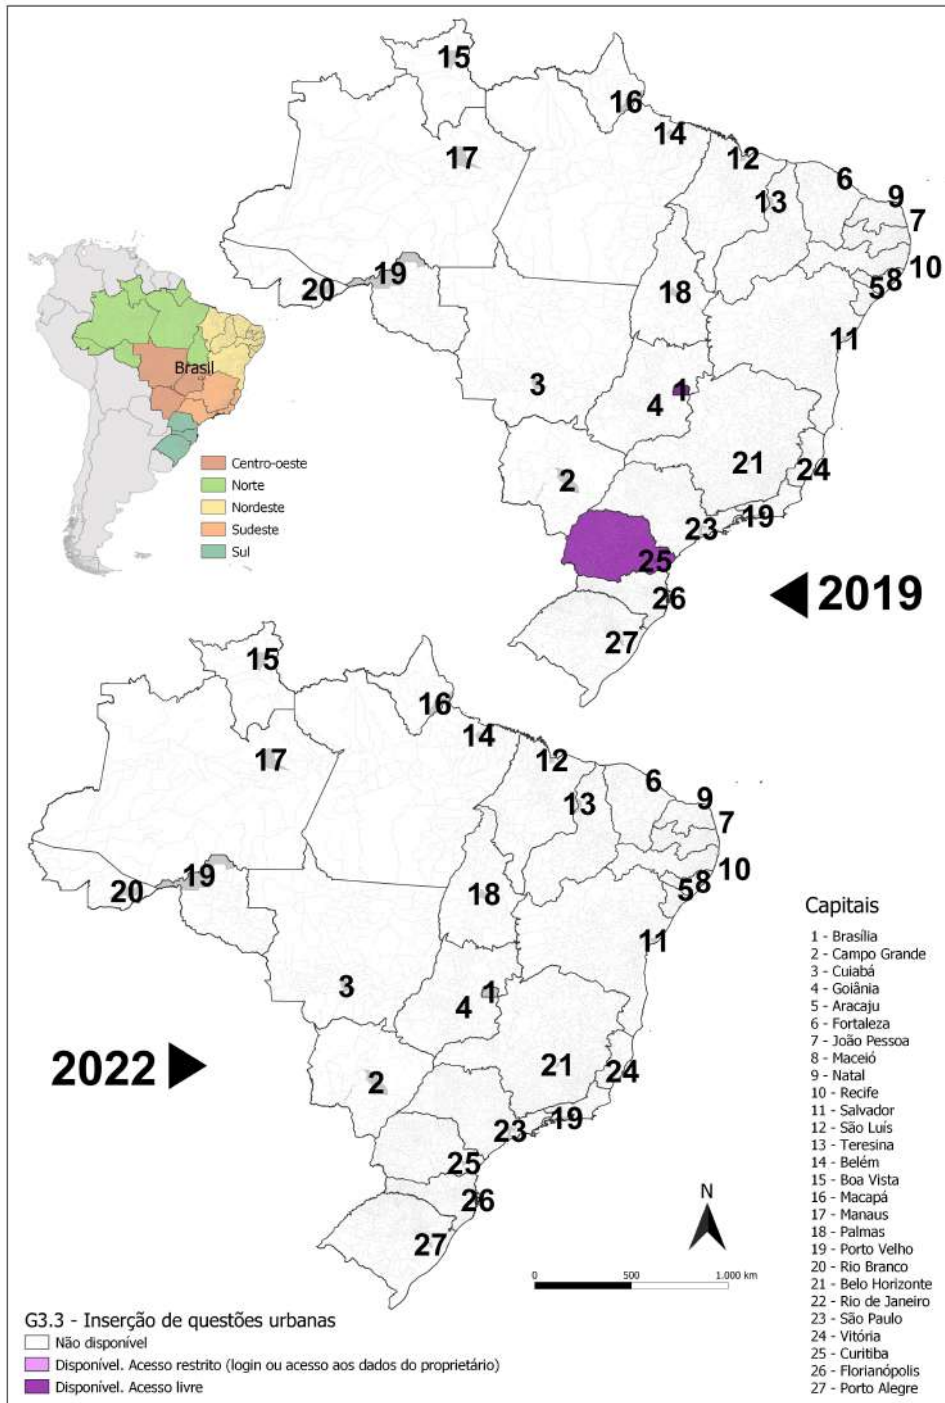 15
16
14
17
12
6
13
9
7
10
19
20
18
5
8
11
Brasil
3
1
4
Centro-oeste
Norte
Nordeste
Sudeste
Sul
2
21
24
23
19
25
26
2019
27
15
16
14
17
12
6
13
9
7
10
19
20
18
5
8
11
3
1
4
2022
2
21
24
23
19
25
26
27
Capitais
1 - Brasília
2 - Campo Grande
3 - Cuiabá
4 - Goiânia
5 - Aracaju
6 - Fortaleza
7 - João Pessoa
8 - Maceió
9 - Natal
10 - Recife
11 - Salvador
12 - São Luís
13 - Teresina
14 - Belém
15 - Boa Vista
16 - Macapá
17 - Manaus
18 - Palmas
19 - Porto Velho
20 - Rio Branco
21 - Belo Horizonte
22 - Rio de Janeiro
23 - São Paulo
24 - Vitória
25 - Curitiba
26 - Florianópolis
27 - Porto Alegre
N
0 500 1.000 km
G3.3 - Inserção de questões urbanas
Não disponível
Disponível. Acesso restrito (login ou acesso aos dados do proprietário)
Disponível. Acesso livre